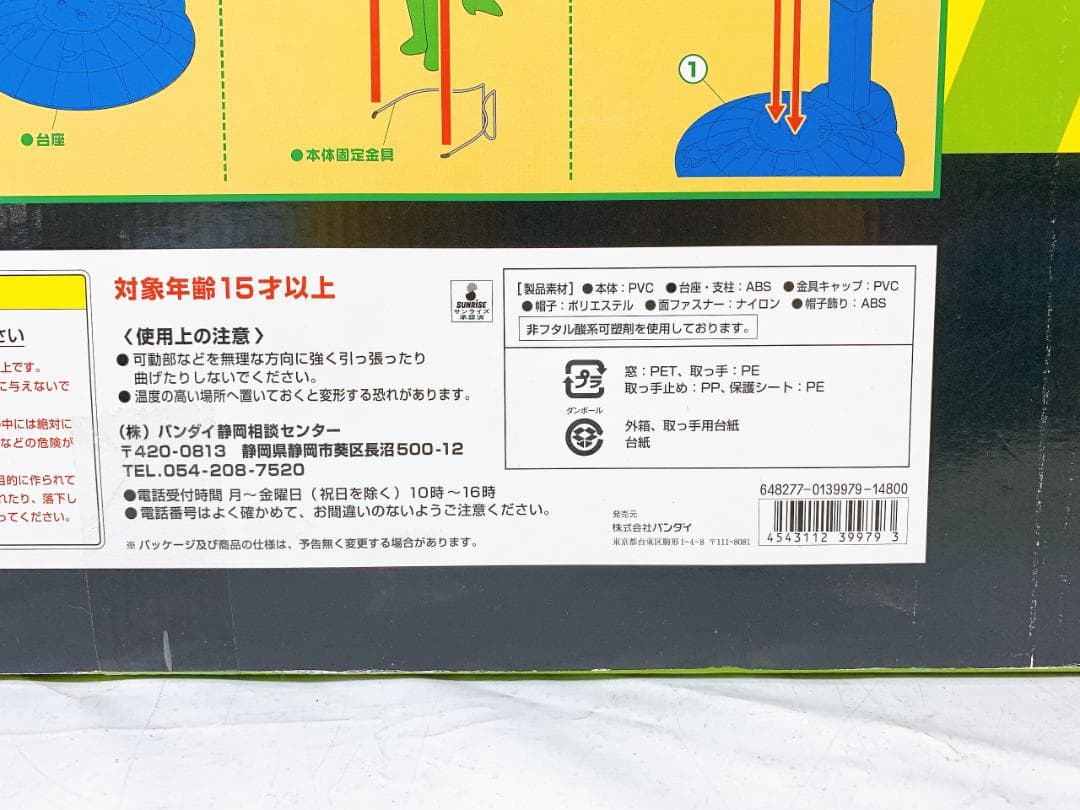 ①
●台座
●本体固定金具
さい
上です。
に与えないで
中には絶対に
などの危険が
目的に作られて
れたり、落下し
ってください。
対象年齢15才以上
〈使用上の注意〉
●可動部などを無理な方向に強く引っ張ったり
曲げたりしないでください。
●温度の高い場所へ置いておくと変形する恐れがあります。
(株)バンダイ静岡相談センター
〒420-0813 静岡県静岡市葵区長沼500-12
TEL.054-208-7520
●電話受付時間 月〜金曜日(祝日を除く)10時〜16時
●電話番号はよく確かめて、お間違いのないようご注意ください。
※パッケージ及び商品の仕様は、予告無く変更する場合があります。
SUNRISE
サンライズ
承認済
[製品素材] ●本体:PVC ●台座・支柱:ABS ●金具キャップ:PVC
●帽子:ポリエステル ●面ファスナー:ナイロン ●帽子飾り:ABS
非フタル酸系可塑剤を使用しております。
プラ
窓:PET、取っ手:PE
取っ手止め:PP、保護シート:PE
ダンボール
外箱、取っ手用台紙
台紙
648277-0139979-14800
4543112 39979 3
発売元
株式会社バンダイ
東京都台東区駒形1-4-8 〒111-8081